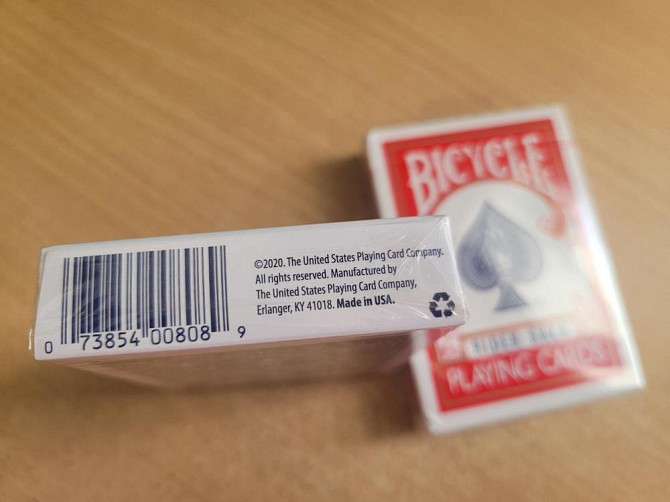 ©2020. The United States Playing Card Company.
All rights reserved. Manufactured by
The United States Playing Card Company,
Erlanger, KY 41018. Made in USA.
0 73854 00808 9
BICYCLE
RIDER BACK
PLAYING CARDS